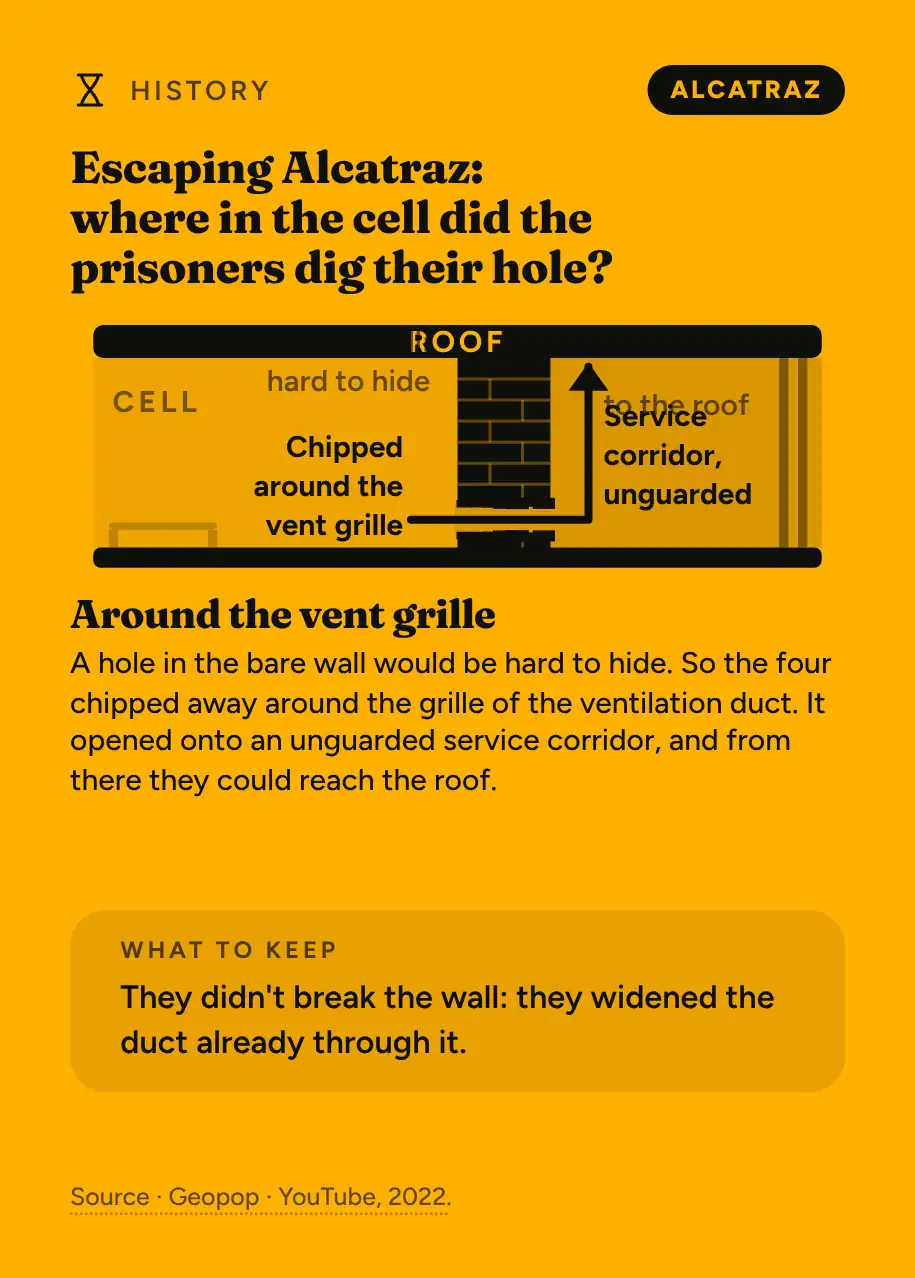 HISTORY
ALCATRAZ
Escaping Alcatraz:
where in the cell did the
prisoners dig their hole?
ROOF
CELL
hard to hide
Chipped
around the
vent grille
to the roof
Service
corridor,
unguarded
Around the vent grille
A hole in the bare wall would be hard to hide. So the four
chipped away around the grille of the ventilation duct. It
opened onto an unguarded service corridor, and from
there they could reach the roof.
WHAT TO KEEP
They didn't break the wall: they widened the
duct already through it.
Source · Geopop · YouTube, 2022.